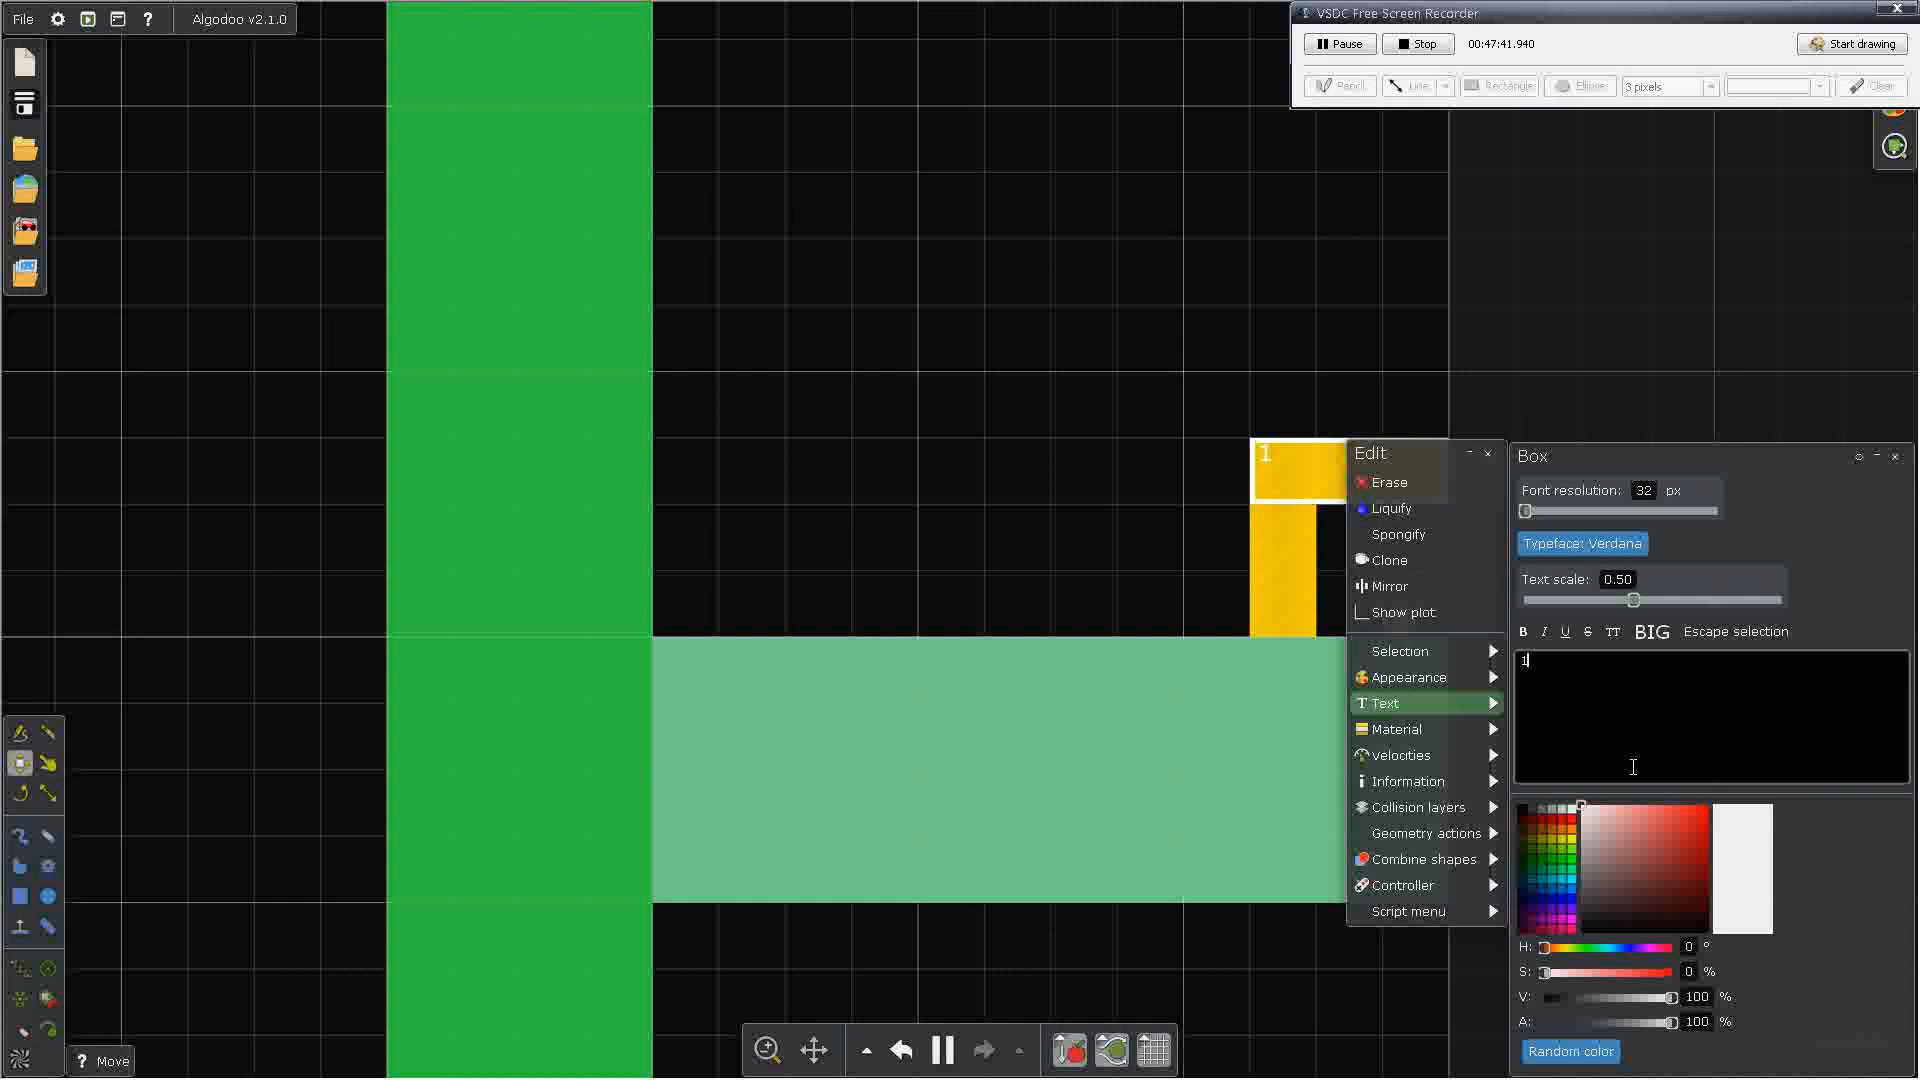 File
?
Algodoo v2.1.0
VSDC Free Screen Recorder
Pause
Stop
00:47:41.940
Start drawing
Pencil
Line
Rectangle
Ellipse
3 pixels
Clear
1
Edit
Erase
Liquify
Spongify
Clone
Mirror
Show plot
Selection
Appearance
T Text
Material
Velocities
Information
Collision layers
Geometry actions
Combine shapes
Controller
Script menu
Box
Font resolution: 32 px
Typeface: Verdana
Text scale: 0.50
B I U S TT BIG Escape selection
1
H: 0 °
S: 0 %
V: 100 %
A: 100 %
Random color
? Move